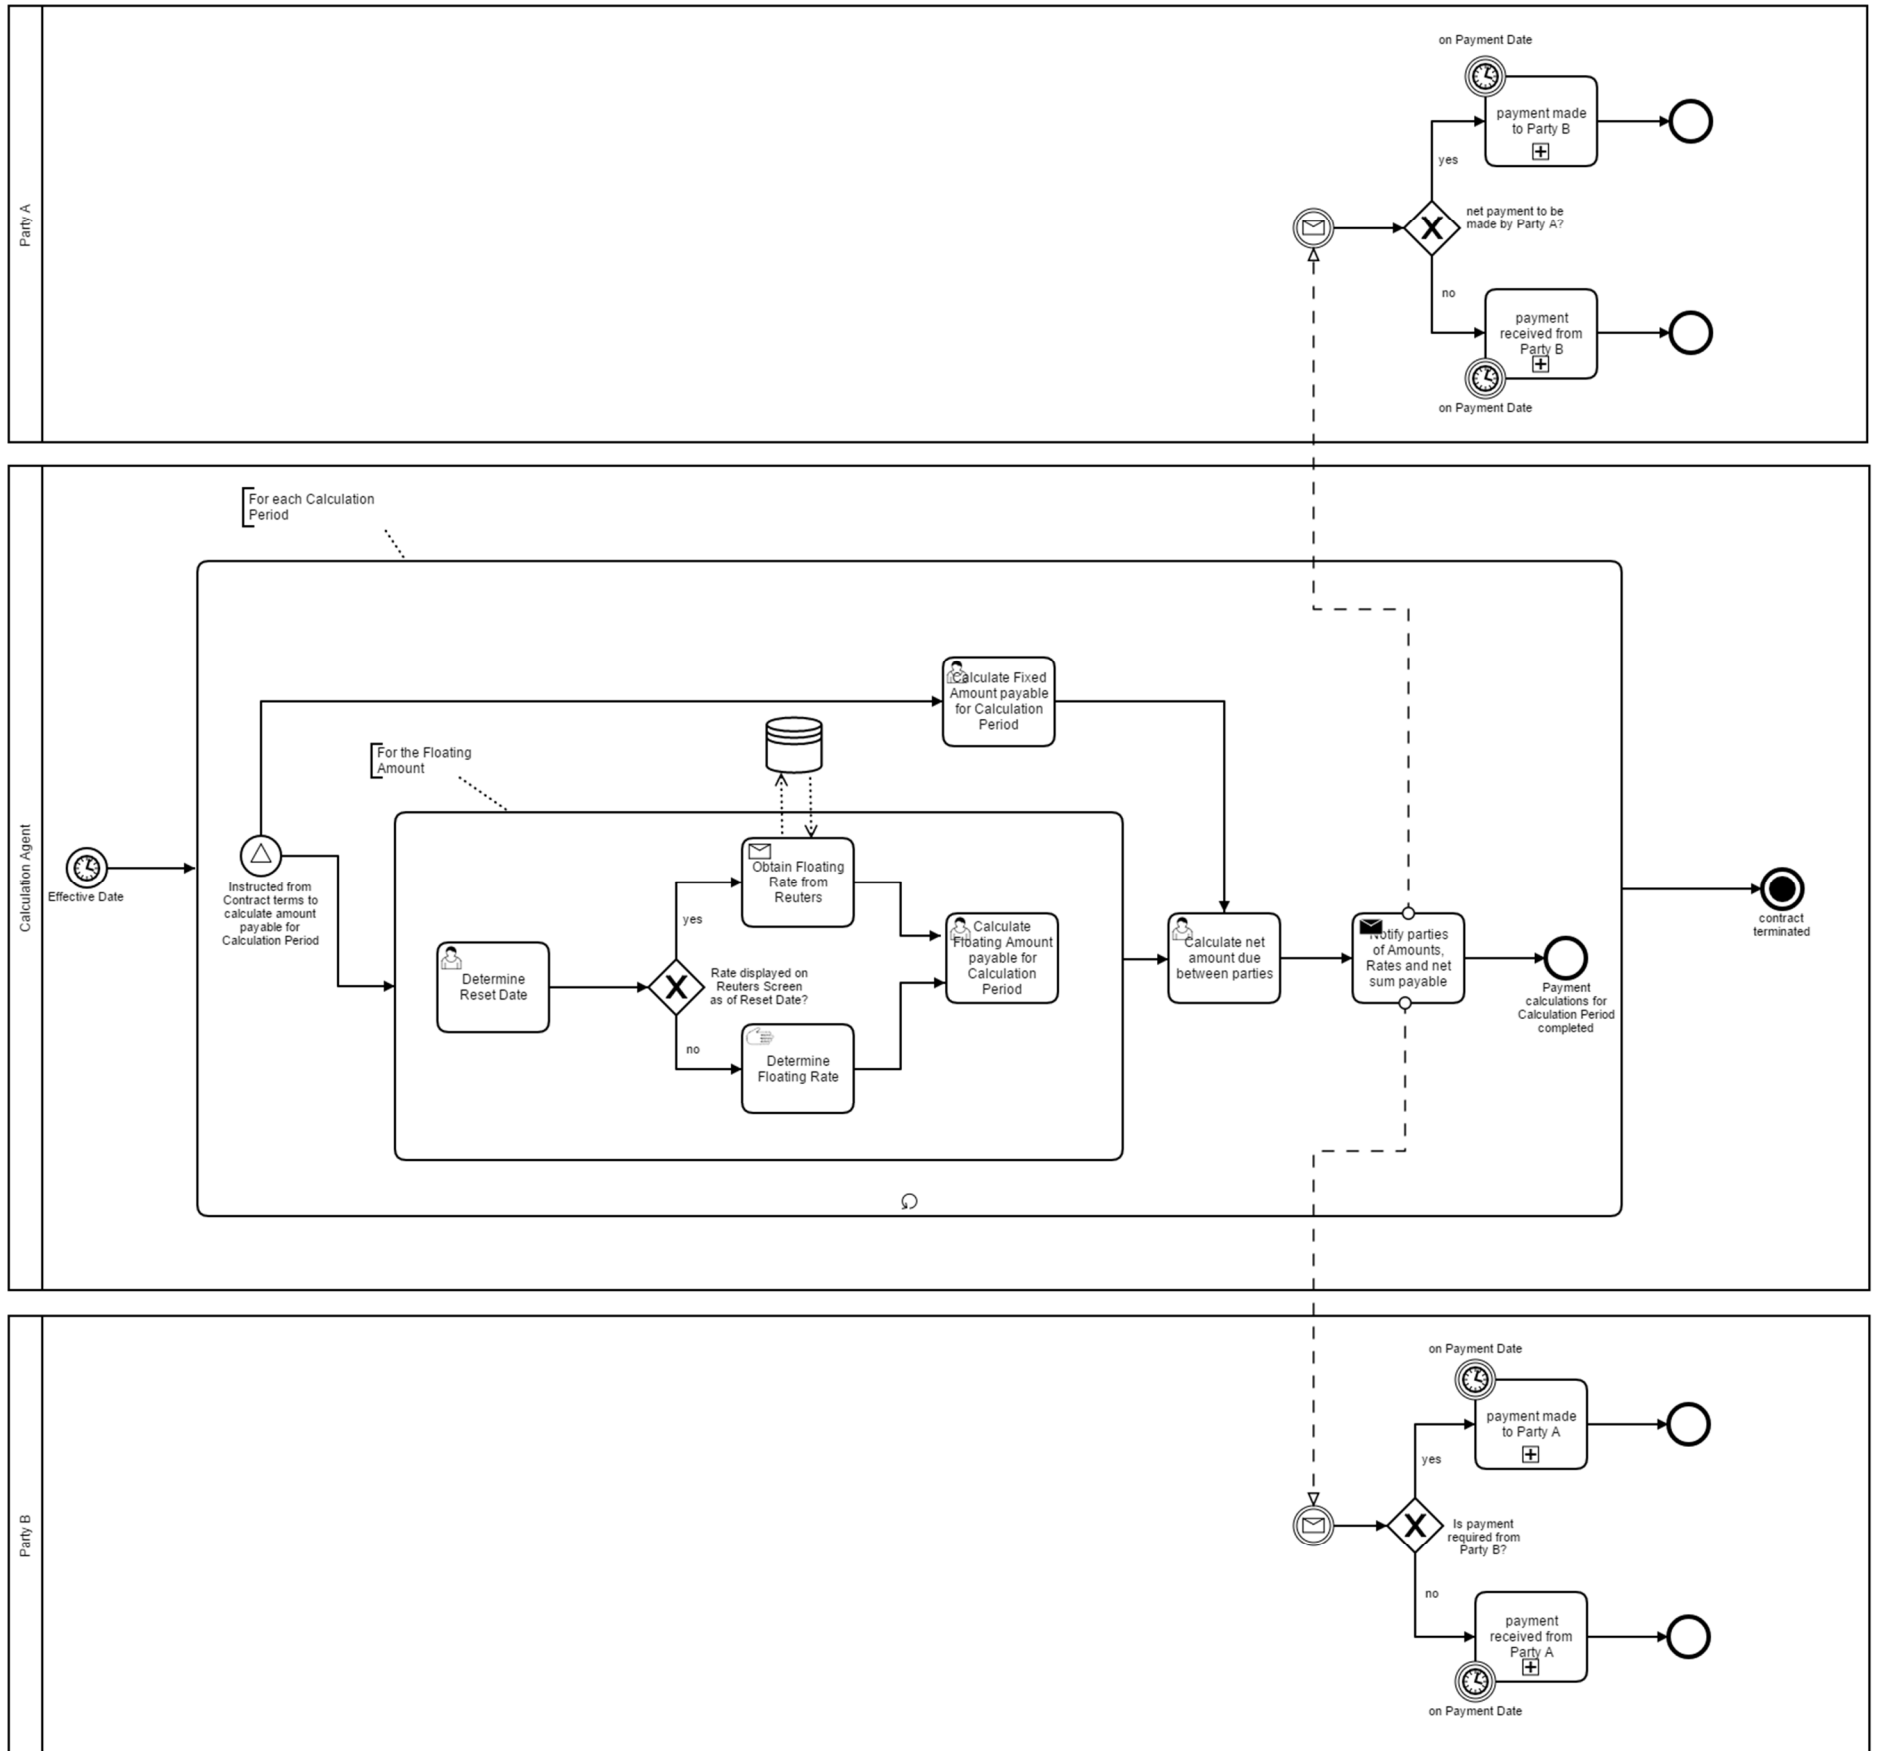 Party A
on Payment Date
payment made
to Party B
yes
net payment to be
made by Party A?
no
payment
received from
Party B
on Payment Date
Calculation Agent
For each Calculation
Period
Effective Date
Instructed from
Contract terms to
calculate amount
payable for
Calculation Period
Calculate Fixed
Amount payable
for Calculation
Period
For the Floating
Amount
Determine
Reset Date
yes
Rate displayed on
Reuters Screen
as of Reset Date?
no
Obtain Floating
Rate from
Reuters
Determine
Floating Rate
Calculate
Floating Amount
payable for
Calculation
Period
Calculate net
amount due
between parties
Notify parties
of Amounts,
Rates and net
sum payable
Payment
calculations for
Calculation Period
completed
contract
terminated
Party B
on Payment Date
payment made
to Party A
yes
Is payment
required from
Party B?
no
payment
received from
Party A
on Payment Date